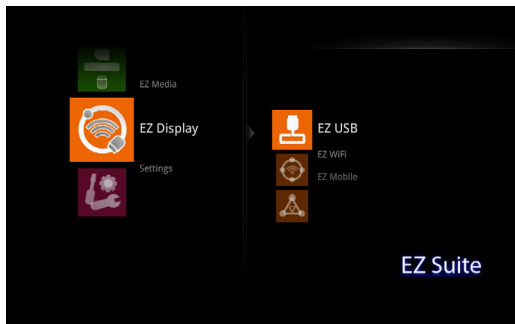 EZ Media
EZ Display
Settings
EZ USB
EZ WiFi
EZ Mobile
EZ Suite